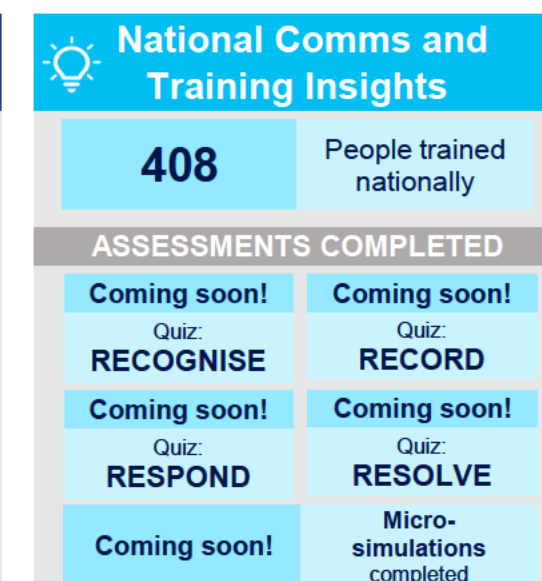 National Comms and
Training Insights
408
People trained
nationally
ASSESSMENTS COMPLETED
Coming soon!
Quiz:
RECOGNISE
Coming soon!
Quiz:
RECORD
Coming soon!
Quiz:
RESPOND
Coming soon!
Quiz:
RESOLVE
Coming soon!
Micro-
simulations
completed